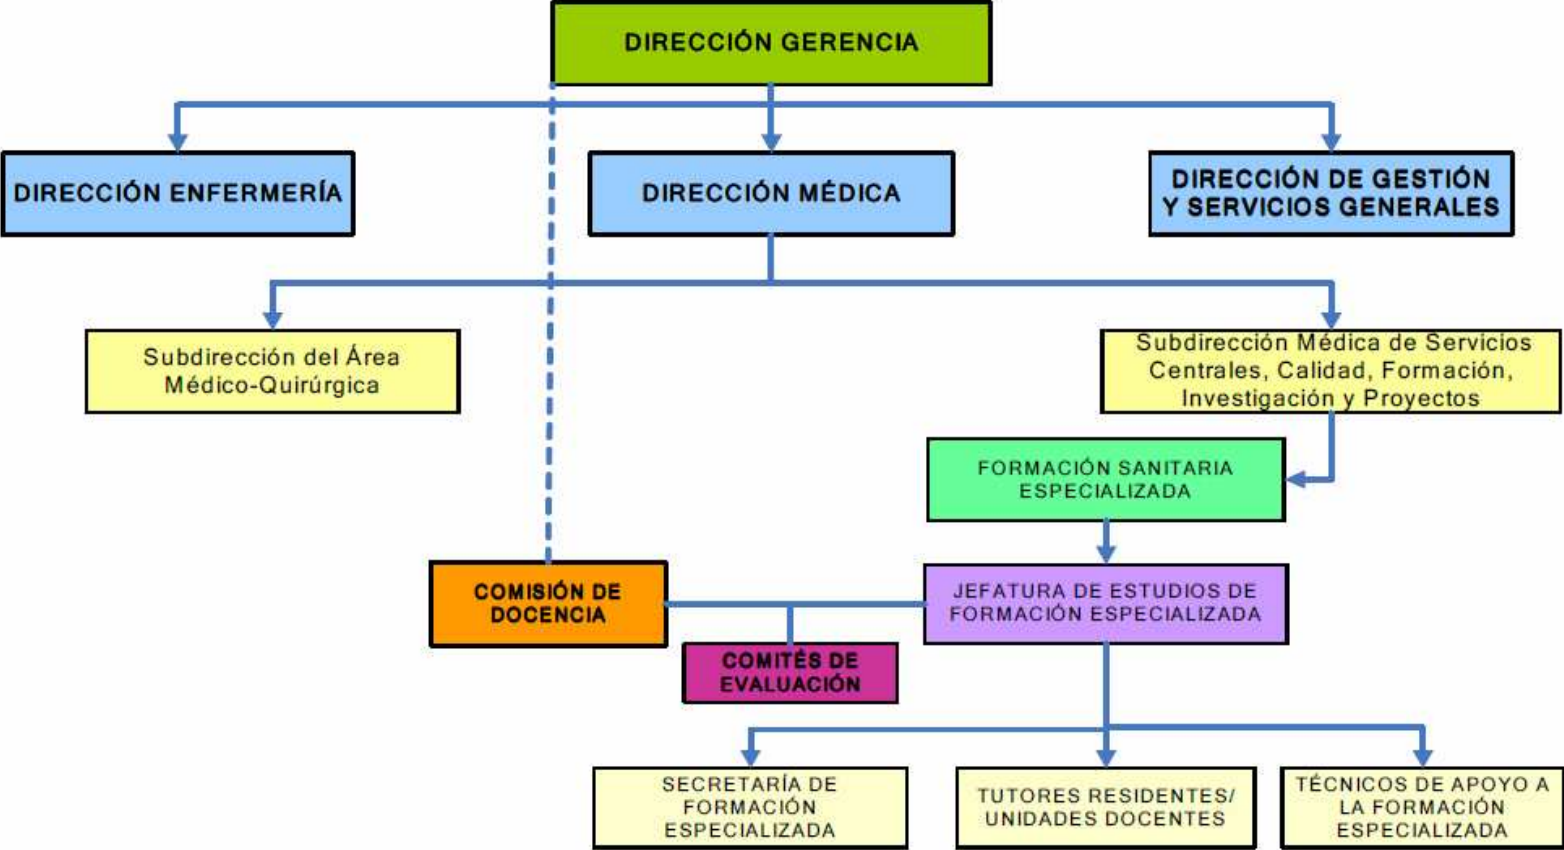 DIRECCIÓN GERENCIA
DIRECCIÓN ENFERMERÍA
DIRECCIÓN MÉDICA
DIRECCIÓN DE GESTIÓN
Y SERVICIOS GENERALES
Subdirección del Área
Médico-Quirúrgica
Subdirección Médica de Servicios
Centrales, Calidad, Formación,
Investigación y Proyectos
FORMACIÓN SANITARIA
ESPECIALIZADA
COMISIÓN DE
DOCENCIA
JEFATURA DE ESTUDIOS DE
FORMACIÓN ESPECIALIZADA
COMITÉS DE
EVALUACIÓN
SECRETARÍA DE
FORMACIÓN
ESPECIALIZADA
TUTORES RESIDENTES/
UNIDADES DOCENTES
TÉCNICOS DE APOYO A
LA FORMACIÓN
ESPECIALIZADA